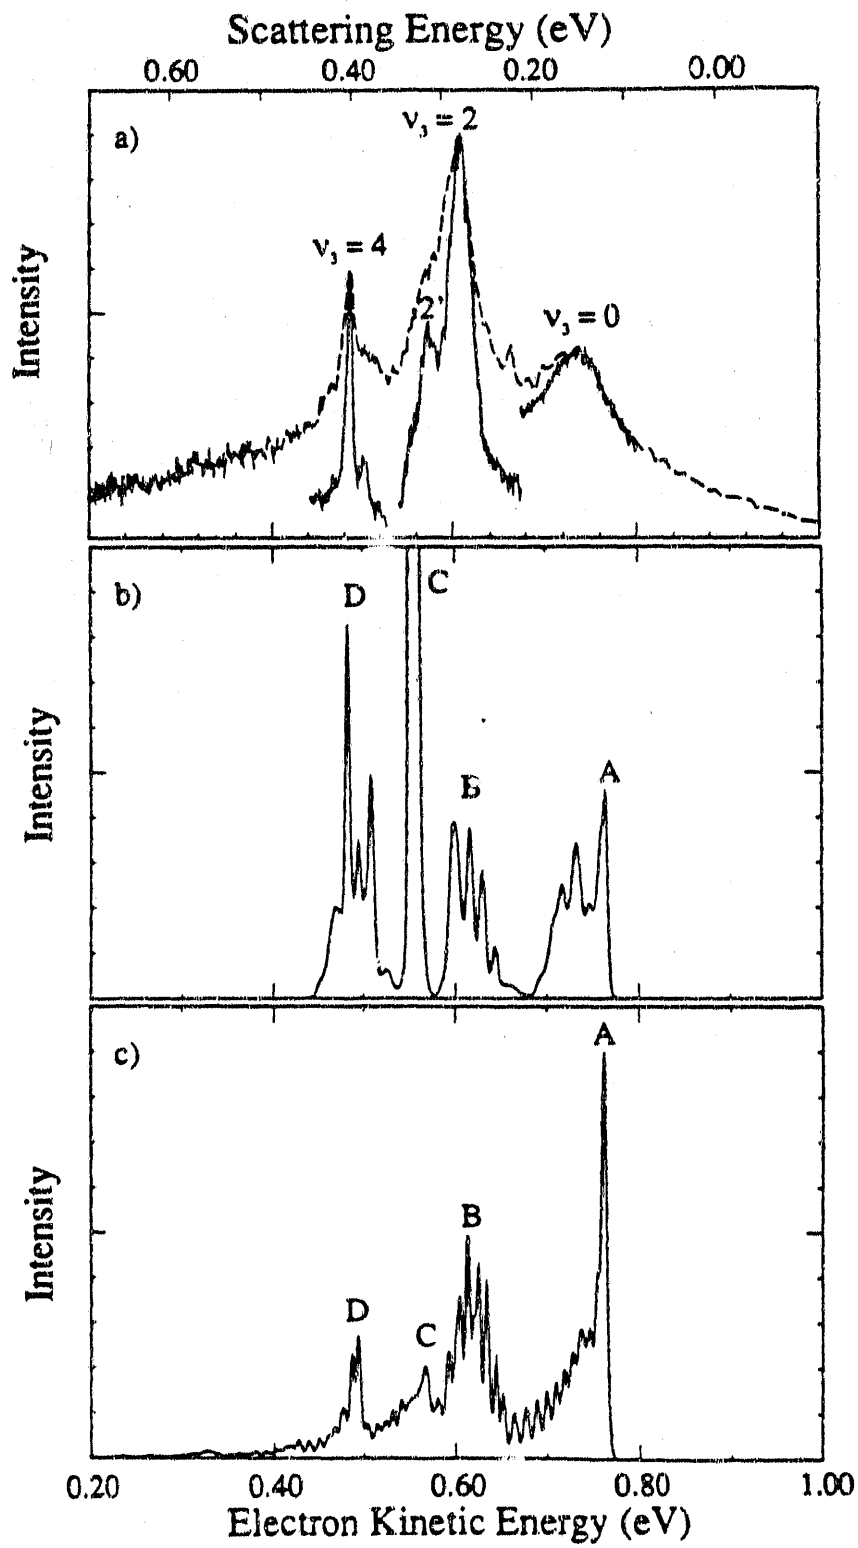 Scattering Energy (eV)
0.60 0.40 0.20 0.00
a)
ν₃ = 2
ν₃ = 4
2'
ν₃ = 0
Intensity
b)
D
C
B
A
Intensity
c)
A
B
D
C
Intensity
0.20 0.40 0.60 0.80 1.00
Electron Kinetic Energy (eV)